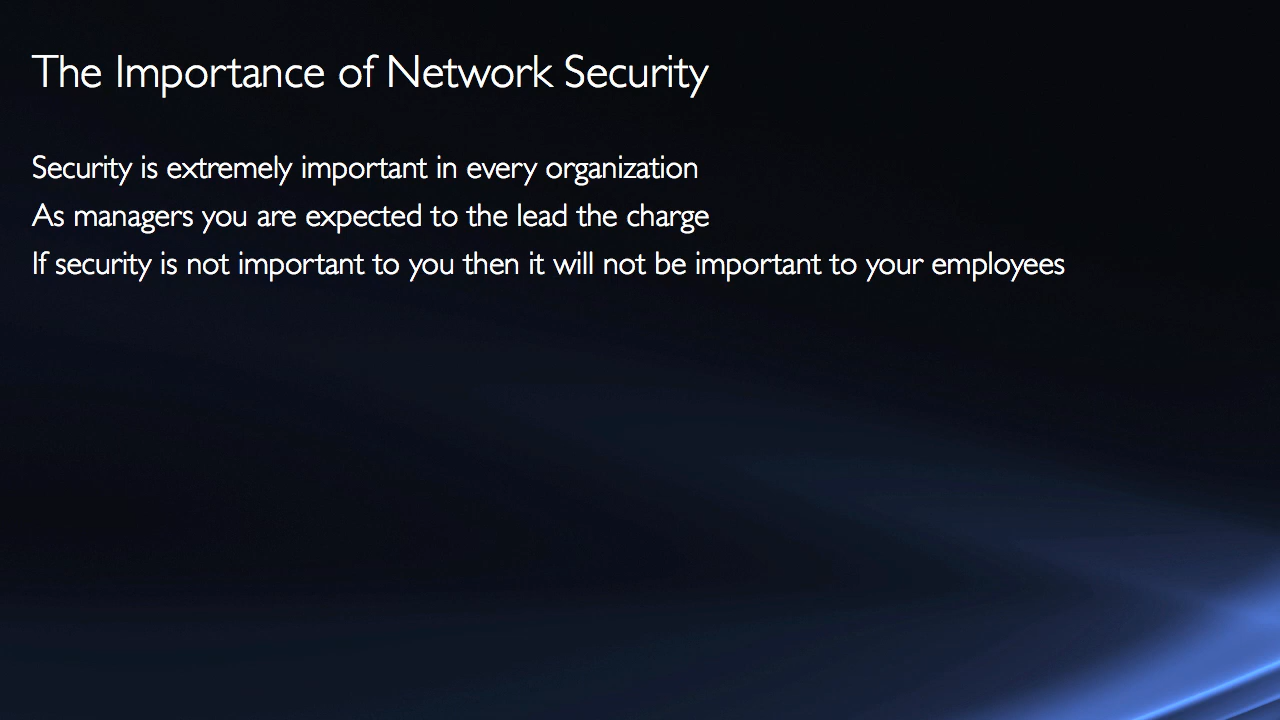 The Importance of Network Security
Security is extremely important in every organization
As managers you are expected to the lead the charge
If security is not important to you then it will not be important to your employees